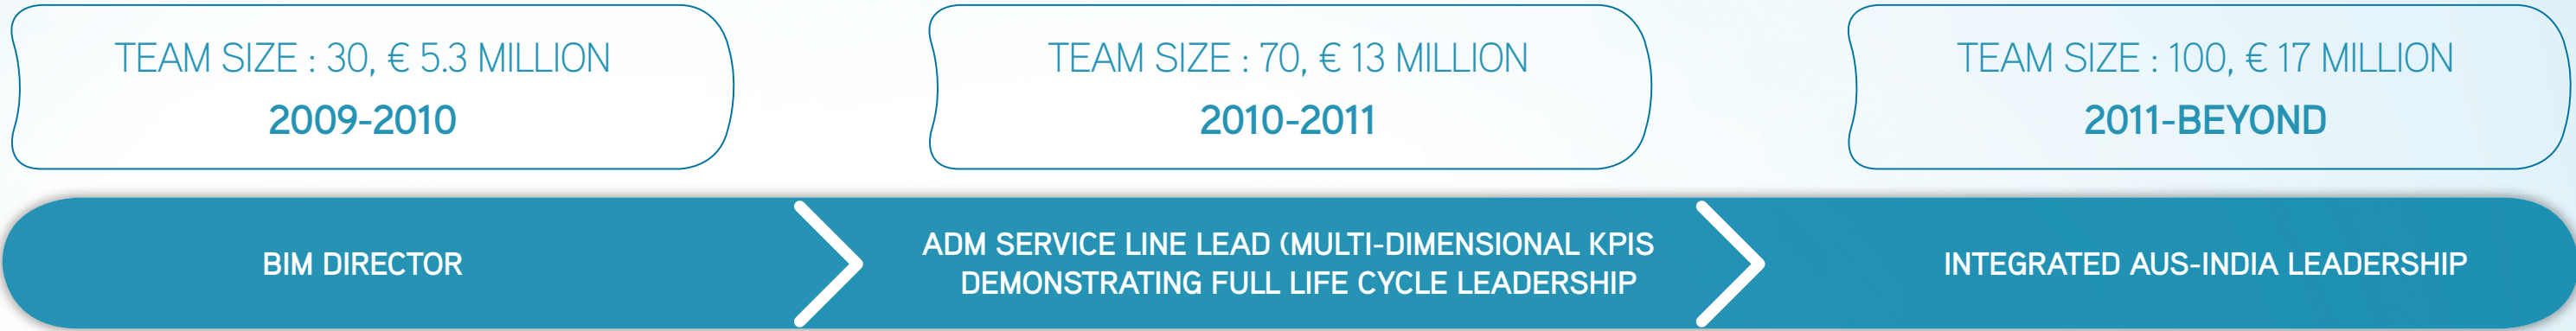 TEAM SIZE : 30, € 5.3 MILLION
2009-2010
TEAM SIZE : 70, € 13 MILLION
2010-2011
TEAM SIZE : 100, € 17 MILLION
2011-BEYOND
BIM DIRECTOR
ADM SERVICE LINE LEAD (MULTI-DIMENSIONAL KPIS
DEMONSTRATING FULL LIFE CYCLE LEADERSHIP
INTEGRATED AUS-INDIA LEADERSHIP